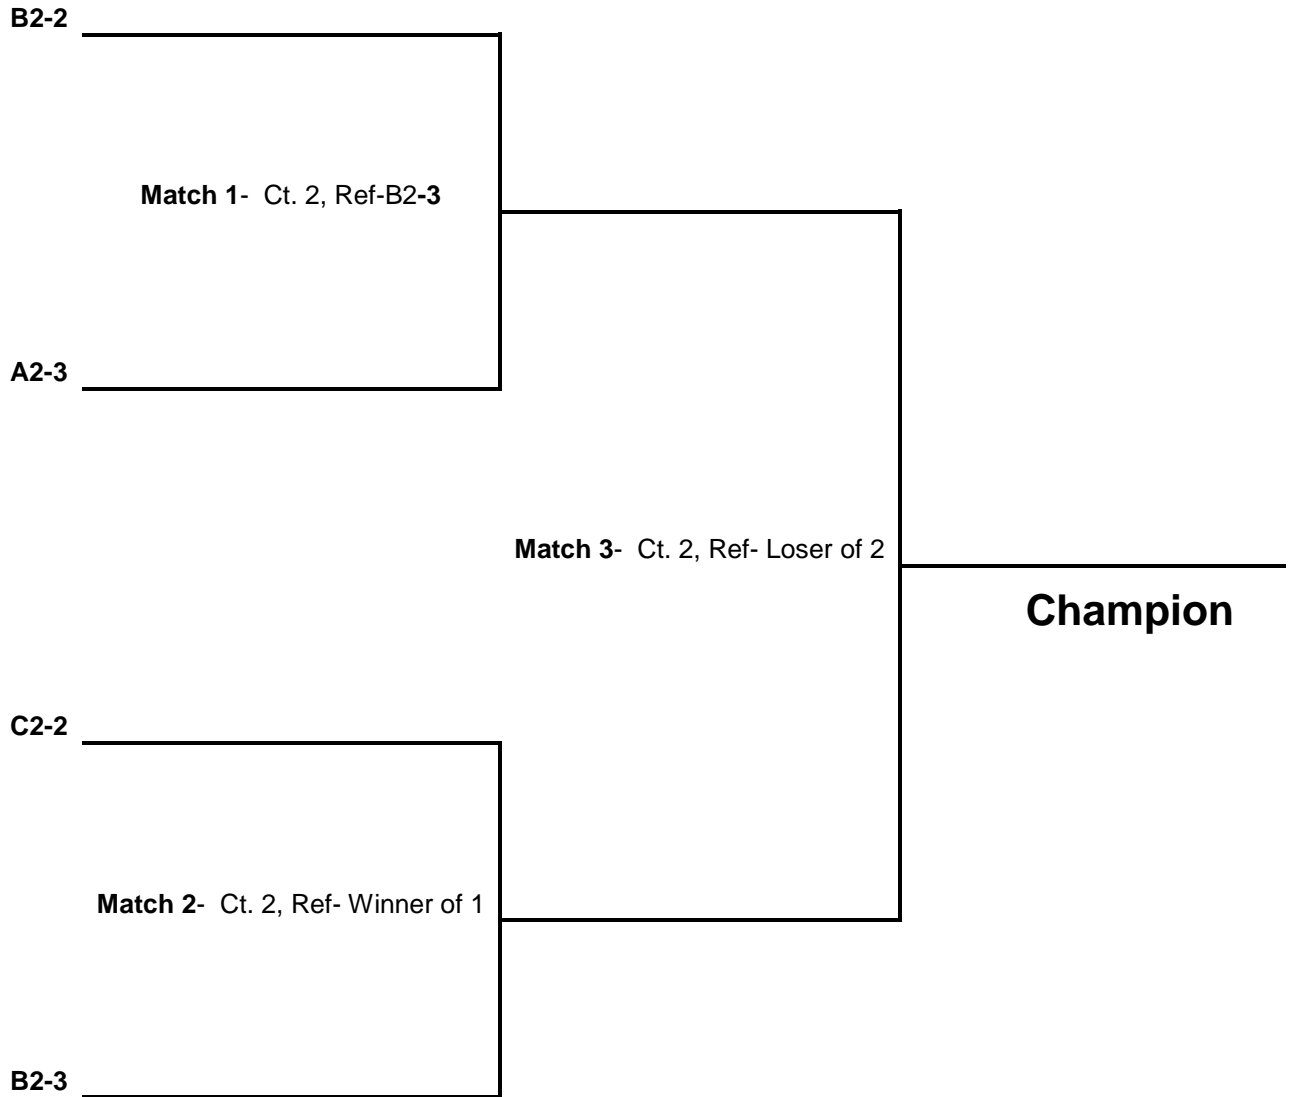 B2-2
Match 1- Ct. 2, Ref-B2-3
A2-3
Match 3- Ct. 2, Ref- Loser of 2
Champion
C2-2
Match 2- Ct. 2, Ref- Winner of 1
B2-3